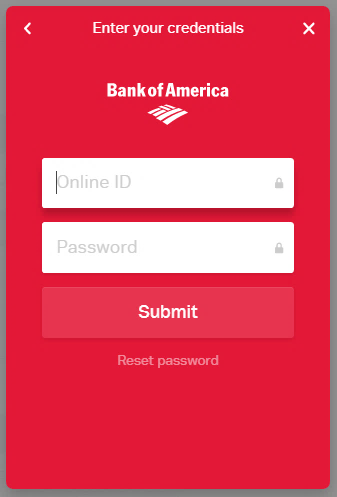 Enter your credentials
Bank of America
Online ID
Password
Submit
Reset password